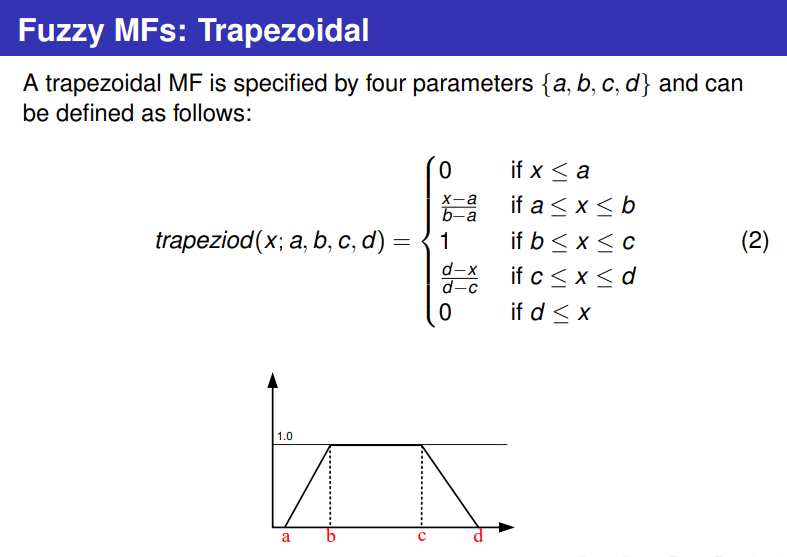 Fuzzy MFs: Trapezoidal
A trapezoidal MF is specified by four parameters {a, b, c, d} and can
be defined as follows:
trapeziod(x; a, b, c, d) =
0 if x ≤ a
x−a
b−a if a ≤ x ≤ b
1 if b ≤ x ≤ c
d−x
d−c if c ≤ x ≤ d
0 if d ≤ x
(2)
1.0
a b c d